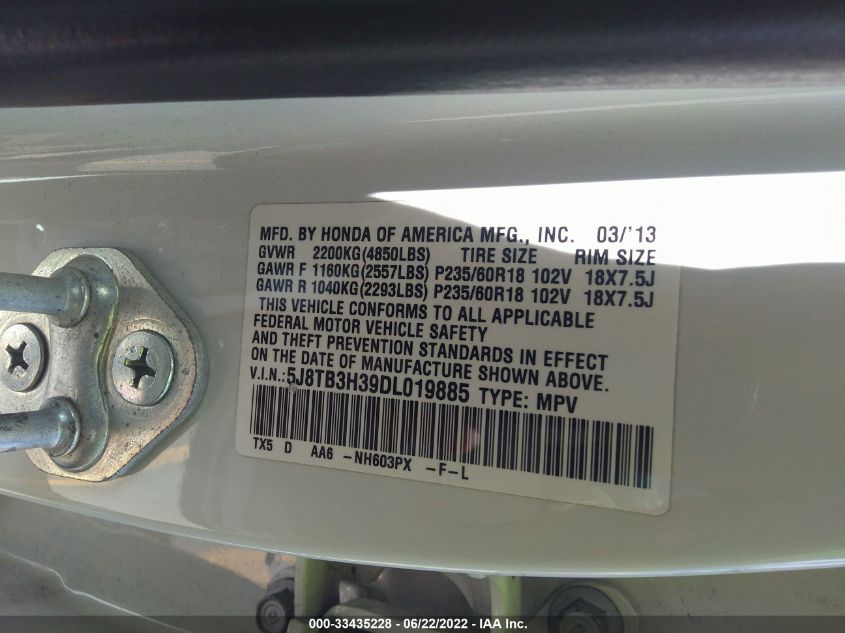 MFD. BY HONDA OF AMERICA MFG., INC. 03/'13
GVWR 2200KG(4850LBS) TIRE SIZE RIM SIZE
GAWR F 1160KG(2557LBS) P235/60R18 102V 18X7.5J
GAWR R 1040KG(2293LBS) P235/60R18 102V 18X7.5J
THIS VEHICLE CONFORMS TO ALL APPLICABLE
FEDERAL MOTOR VEHICLE SAFETY
AND THEFT PREVENTION STANDARDS IN EFFECT
ON THE DATE OF MANUFACTURE SHOWN ABOVE.
V.I.N.:5J8TB3H39DL019885 TYPE: MPV
TX5 D AA6 -NH603PX -F-L
33-33435228 - 06/22/2022 - IAA Inc.